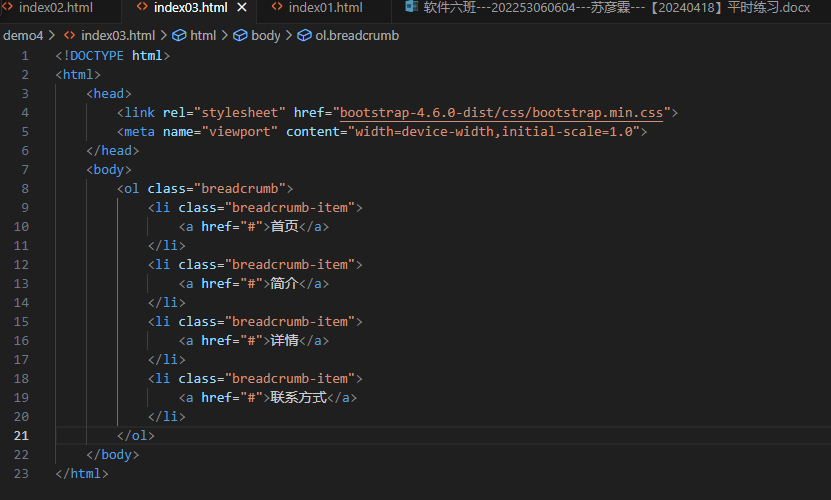 index02.html index03.html index01.html 软件六班---202253060604---苏彦霖---【20240418】平时练习.docx
demo4 > index03.html > html > body > ol.breadcrumb
1 <!DOCTYPE html>
2 <html>
3 <head>
4 <link rel="stylesheet" href="bootstrap-4.6.0-dist/css/bootstrap.min.css">
5 <meta name="viewport" content="width=device-width,initial-scale=1.0">
6 </head>
7 <body>
8 <ol class="breadcrumb">
9 <li class="breadcrumb-item">
10 <a href="#">首页</a>
11 </li>
12 <li class="breadcrumb-item">
13 <a href="#">简介</a>
14 </li>
15 <li class="breadcrumb-item">
16 <a href="#">详情</a>
17 </li>
18 <li class="breadcrumb-item">
19 <a href="#">联系方式</a>
20 </li>
21 </ol>
22 </body>
23 </html>